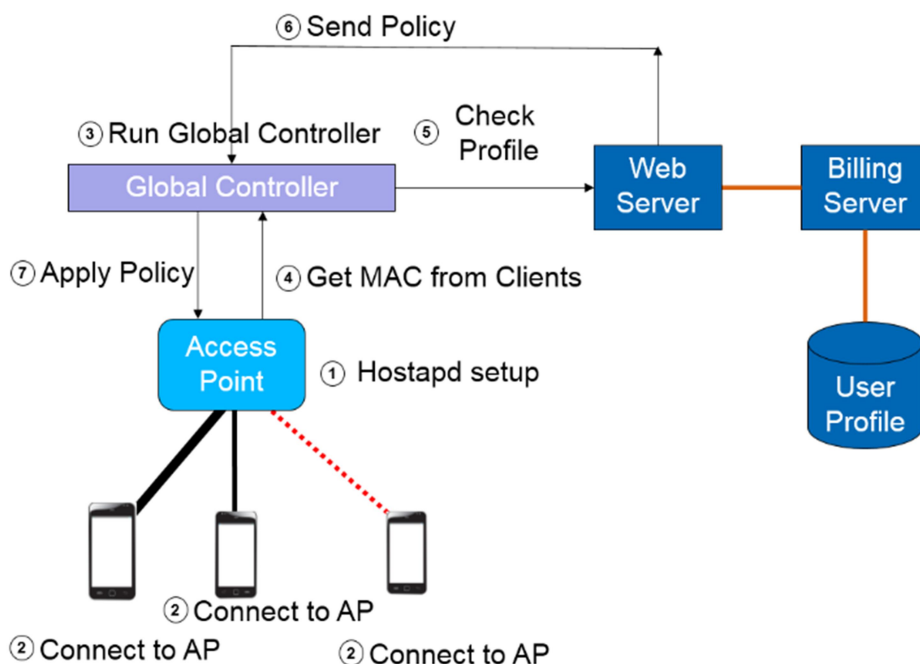 ⑥ Send Policy
③ Run Global Controller
⑤ Check
Profile
Global Controller
Web
Server
Billing
Server
⑦ Apply Policy
④ Get MAC from Clients
Access
Point
① Hostapd setup
User
Profile
② Connect to AP
② Connect to AP
② Connect to AP